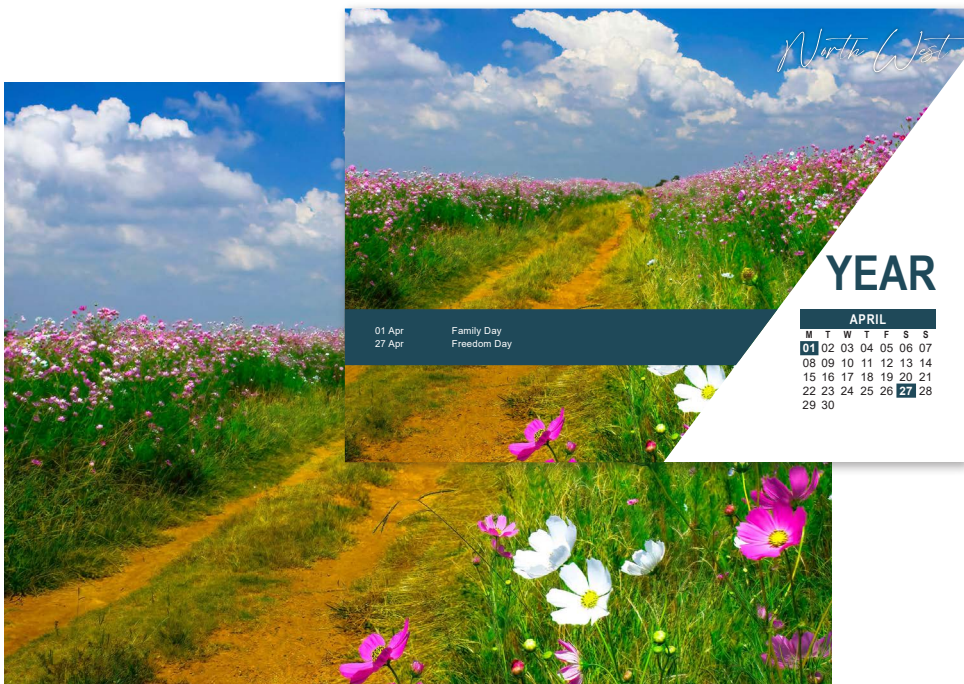 North West
YEAR
01 Apr Family Day
27 Apr Freedom Day
APRIL
M T W T F S S
01 02 03 04 05 06 07
08 09 10 11 12 13 14
15 16 17 18 19 20 21
22 23 24 25 26 27 28
29 30